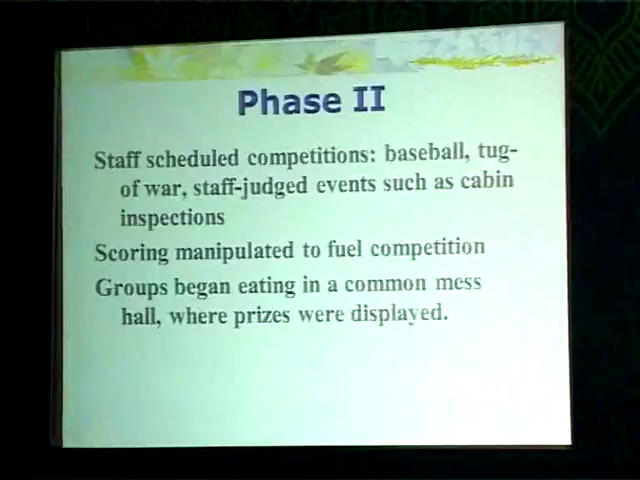 Phase II
Staff scheduled competitions: baseball, tug-
of war, staff-judged events such as cabin
inspections
Scoring manipulated to fuel competition
Groups began eating in a common mess
hall, where prizes were displayed.